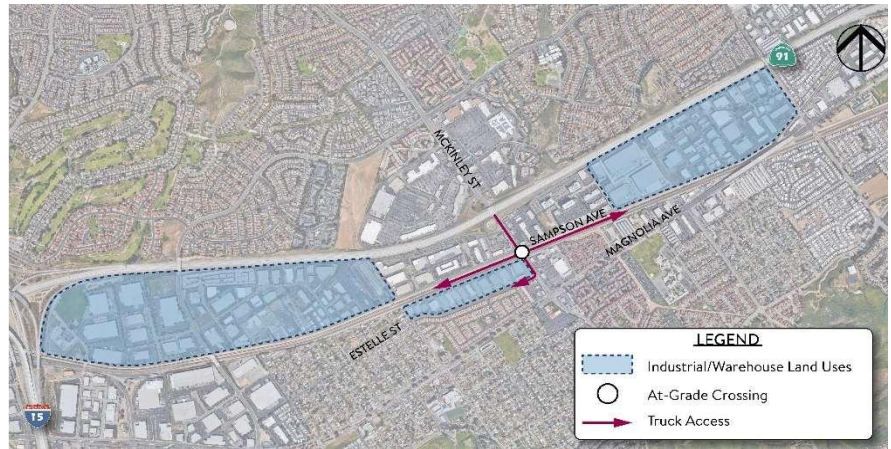 91
MCKINLEY ST
SAMPSON AVE
MAGNOLIA AVE
ESTELLE ST
15
LEGEND
Industrial/Warehouse Land Uses
At-Grade Crossing
Truck Access